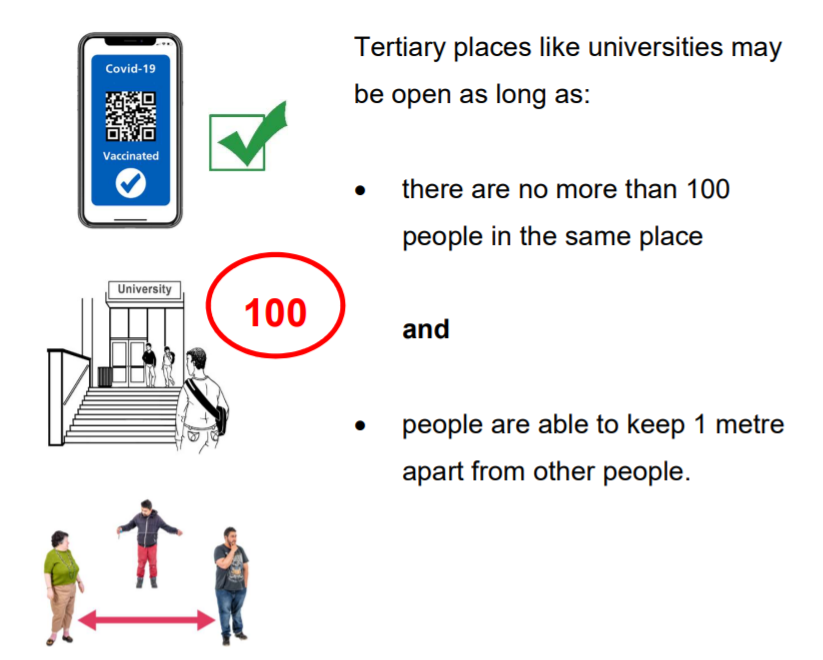 Covid-19
Vaccinated
Tertiary places like universities may
be open as long as:
• there are no more than 100
people in the same place
University
100
and
• people are able to keep 1 metre
apart from other people.